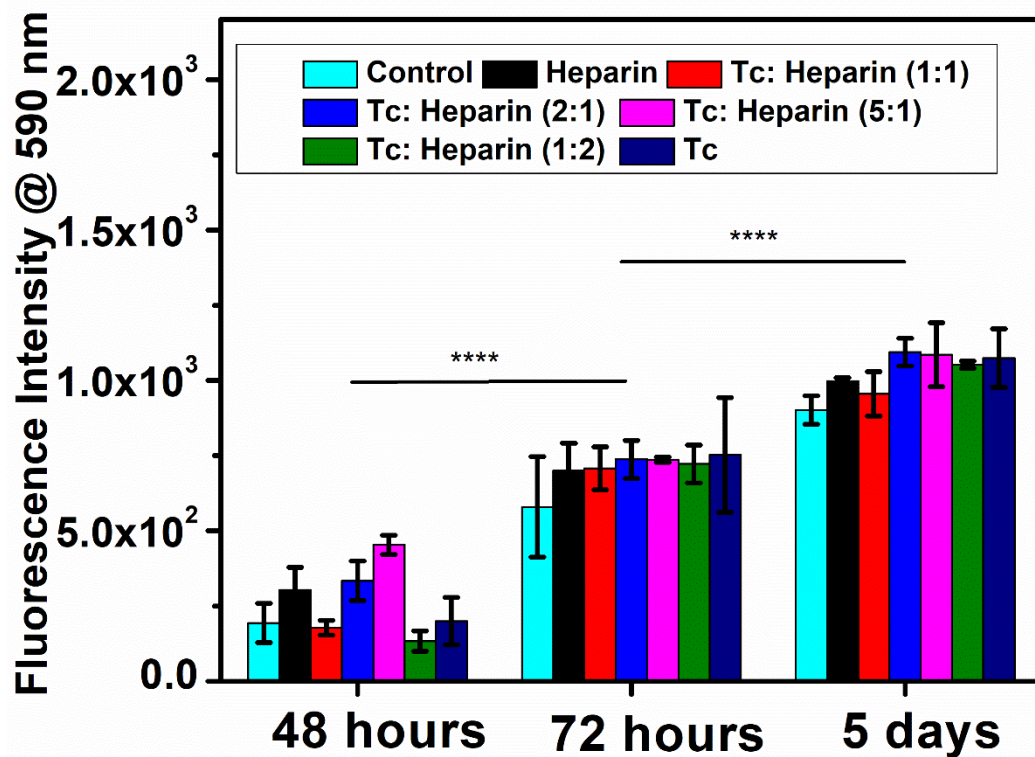 Fluorescence Intensity @ 590 nm
2.0x10³
1.5x10³
1.0x10³
5.0x10²
0.0
Control Heparin Tc: Heparin (1:1)
Tc: Heparin (2:1) Tc: Heparin (5:1)
Tc: Heparin (1:2) Tc
****
****
48 hours 72 hours 5 days